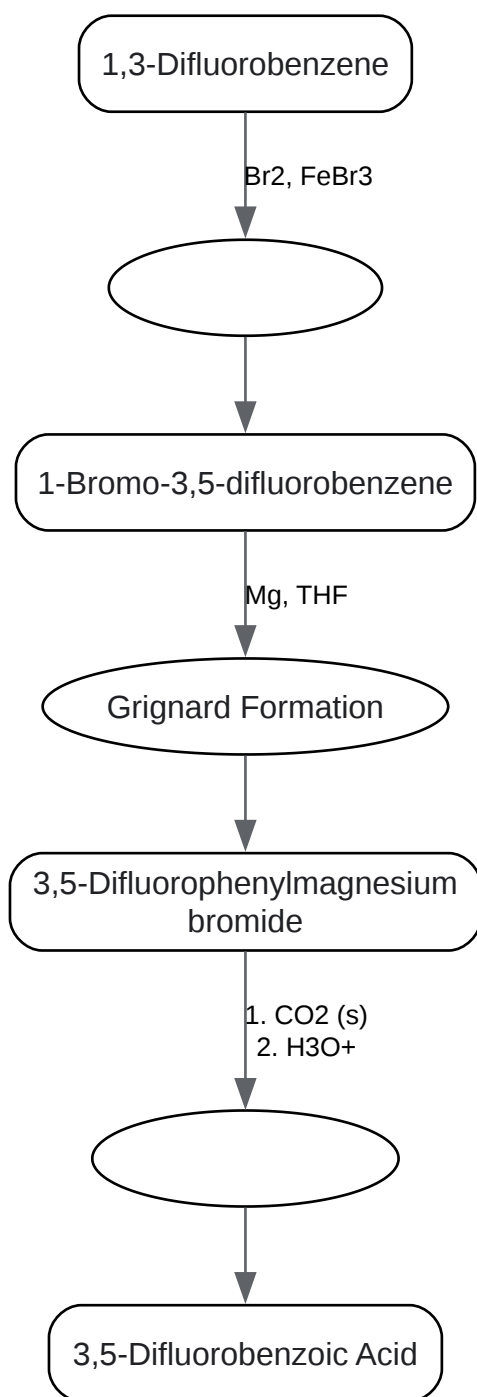 1,3-Difluorobenzene
Br2, FeBr3
1-Bromo-3,5-difluorobenzene
Mg, THF
Grignard Formation
3,5-Difluorophenylmagnesium
bromide
1. CO2 (s)
2. H3O+
3,5-Difluorobenzoic Acid